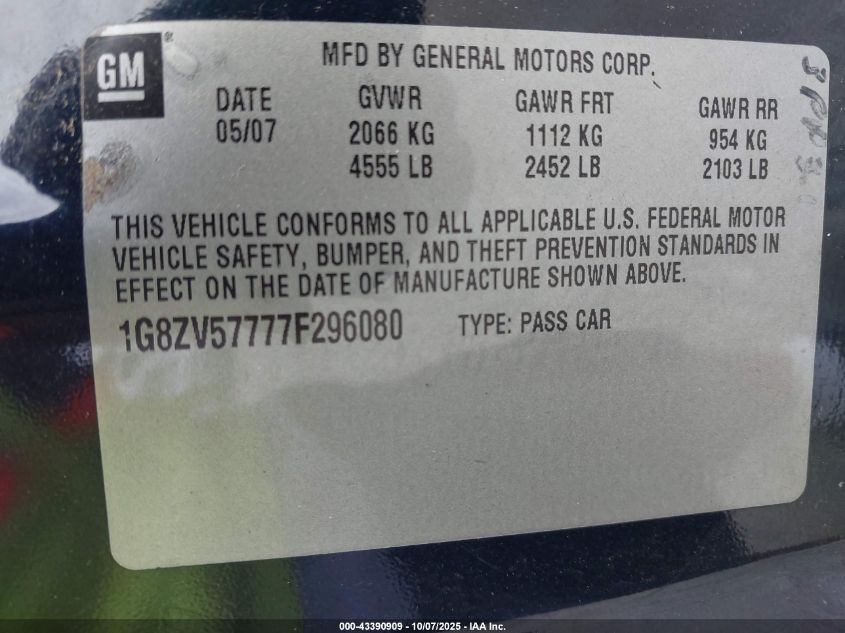 GM®
MFD BY GENERAL MOTORS CORP.
DATE GVWR GAWR FRT GAWR RR
05/07 2066 KG 1112 KG 954 KG
4555 LB 2452 LB 2103 LB
THIS VEHICLE CONFORMS TO ALL APPLICABLE U.S. FEDERAL MOTOR
VEHICLE SAFETY, BUMPER, AND THEFT PREVENTION STANDARDS IN
EFFECT ON THE DATE OF MANUFACTURE SHOWN ABOVE.
1G8ZV57777F296080 TYPE: PASS CAR
000-43390909 - 10/07/2025 - IAA Inc.